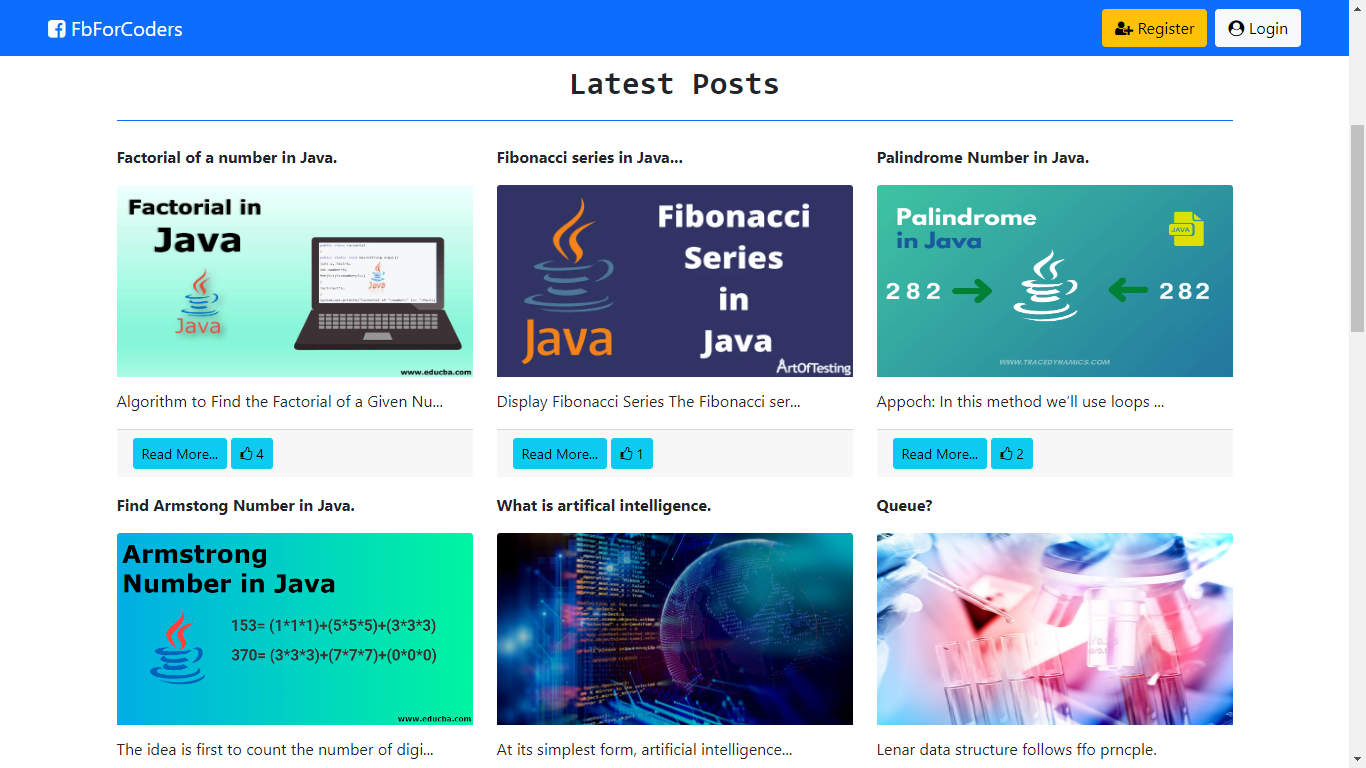 FbForCoders
Register
Login
Latest Posts
Factorial of a number in Java.
Factorial in
Java
Java
Java
www.educba.com
Algorithm to Find the Factorial of a Given Nu...
Read More...
4
Fibonacci series in Java...
Fibonacci
Series
in
Java
Java
ArtOfTesting
Display Fibonacci Series The Fibonacci ser...
Read More...
1
Palindrome Number in Java.
Palindrome
in Java
JAVA
282
282
WWW.TRACEDYNAMICS.COM
Appoch: In this method we’ll use loops ...
Read More...
2
Find Armstong Number in Java.
Armstrong
Number in Java
153= (1*1*1)+(5*5*5)+(3*3*3)
370= (3*3*3)+(7*7*7)+(0*0*0)
www.educba.com
The idea is first to count the number of digi...
What is artifical intelligence.
At its simplest form, artificial intelligence...
Queue?
Lenar data structure follows ffo prncple.